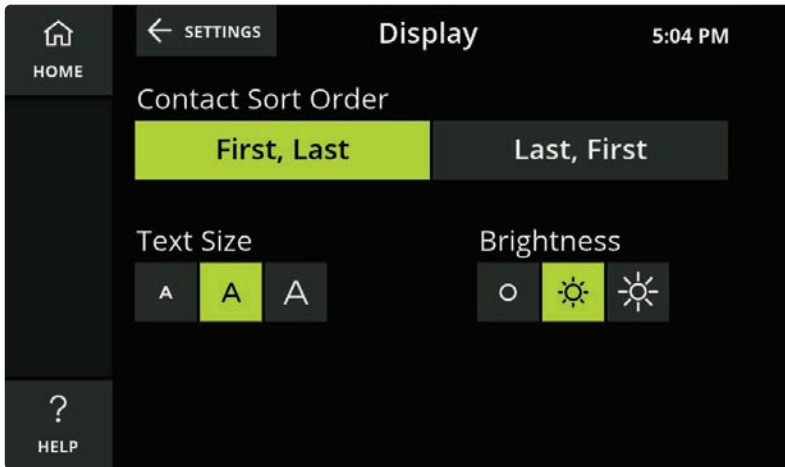 HOME
SETTINGS
Display
5:04 PM
Contact Sort Order
First, Last
Last, First
Text Size
Brightness
A
A
A
?
HELP